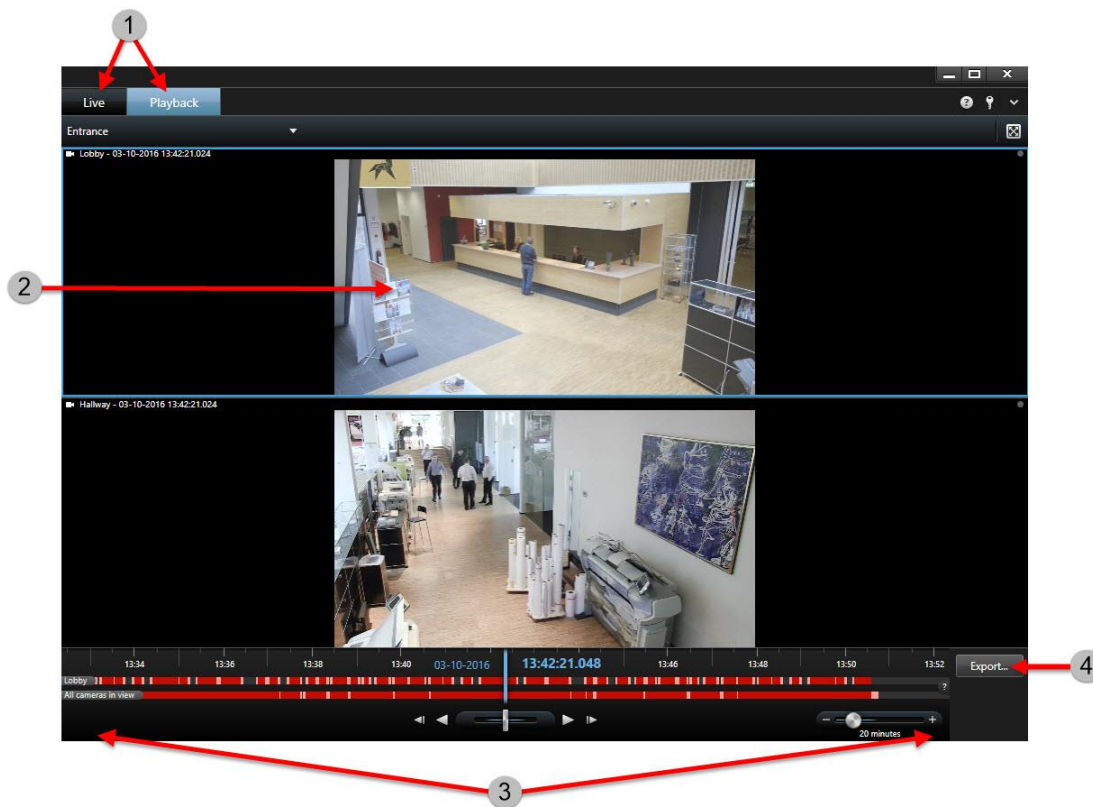 1
Live Playback
Entrance
Lobby - 03-10-2016 13:42:21.024
2
Hallway - 03-10-2016 13:42:21.024
13:34 13:36 13:38 13:40 03-10-2016 13:42:21.048 13:46 13:48 13:50 13:52 Export...
4
Lobby
All cameras in view ?
20 minutes
3